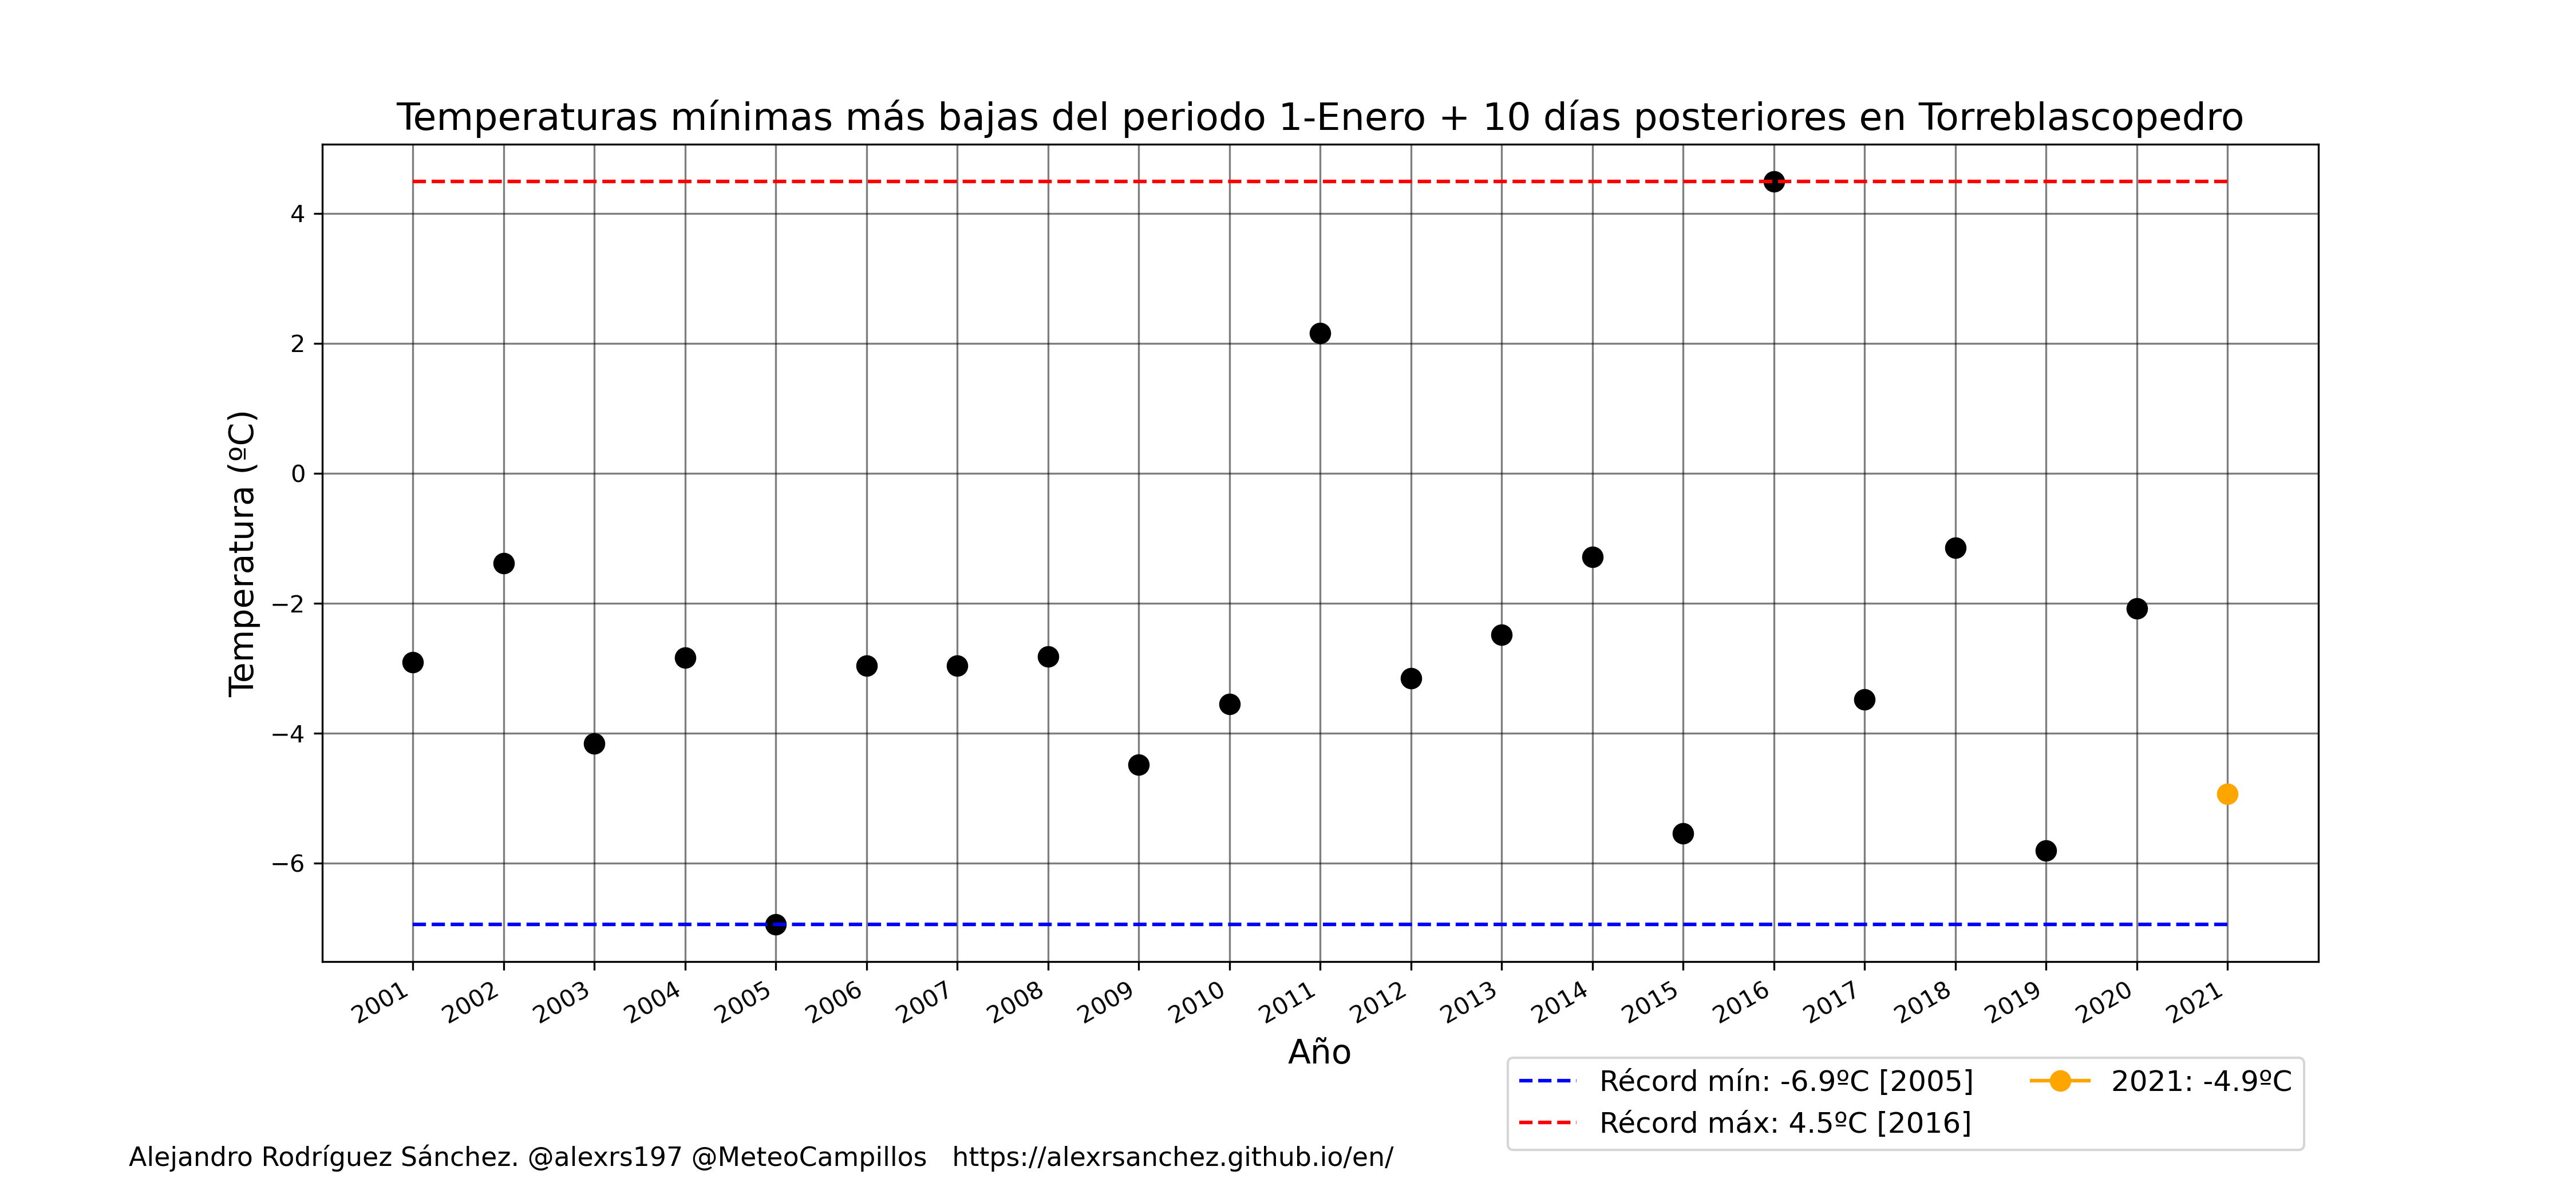 Temperaturas mínimas más bajas del periodo 1-Enero + 10 días posteriores en Torreblascopedro
Temperatura (ºC)
4
2
0
−2
−4
−6
2001 2002 2003 2004 2005 2006 2007 2008 2009 2010 2011 2012 2013 2014 2015 2016 2017 2018 2019 2020 2021
Año
Récord mín: -6.9ºC [2005]
Récord máx: 4.5ºC [2016]
2021: -4.9ºC
Alejandro Rodríguez Sánchez. @alexrs197 @MeteoCampillos https://alexrsanchez.github.io/en/